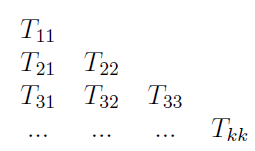 T₁₁
T₂₁ T₂₂
T₃₁ T₃₂ T₃₃
... ... ... Tₖₖ